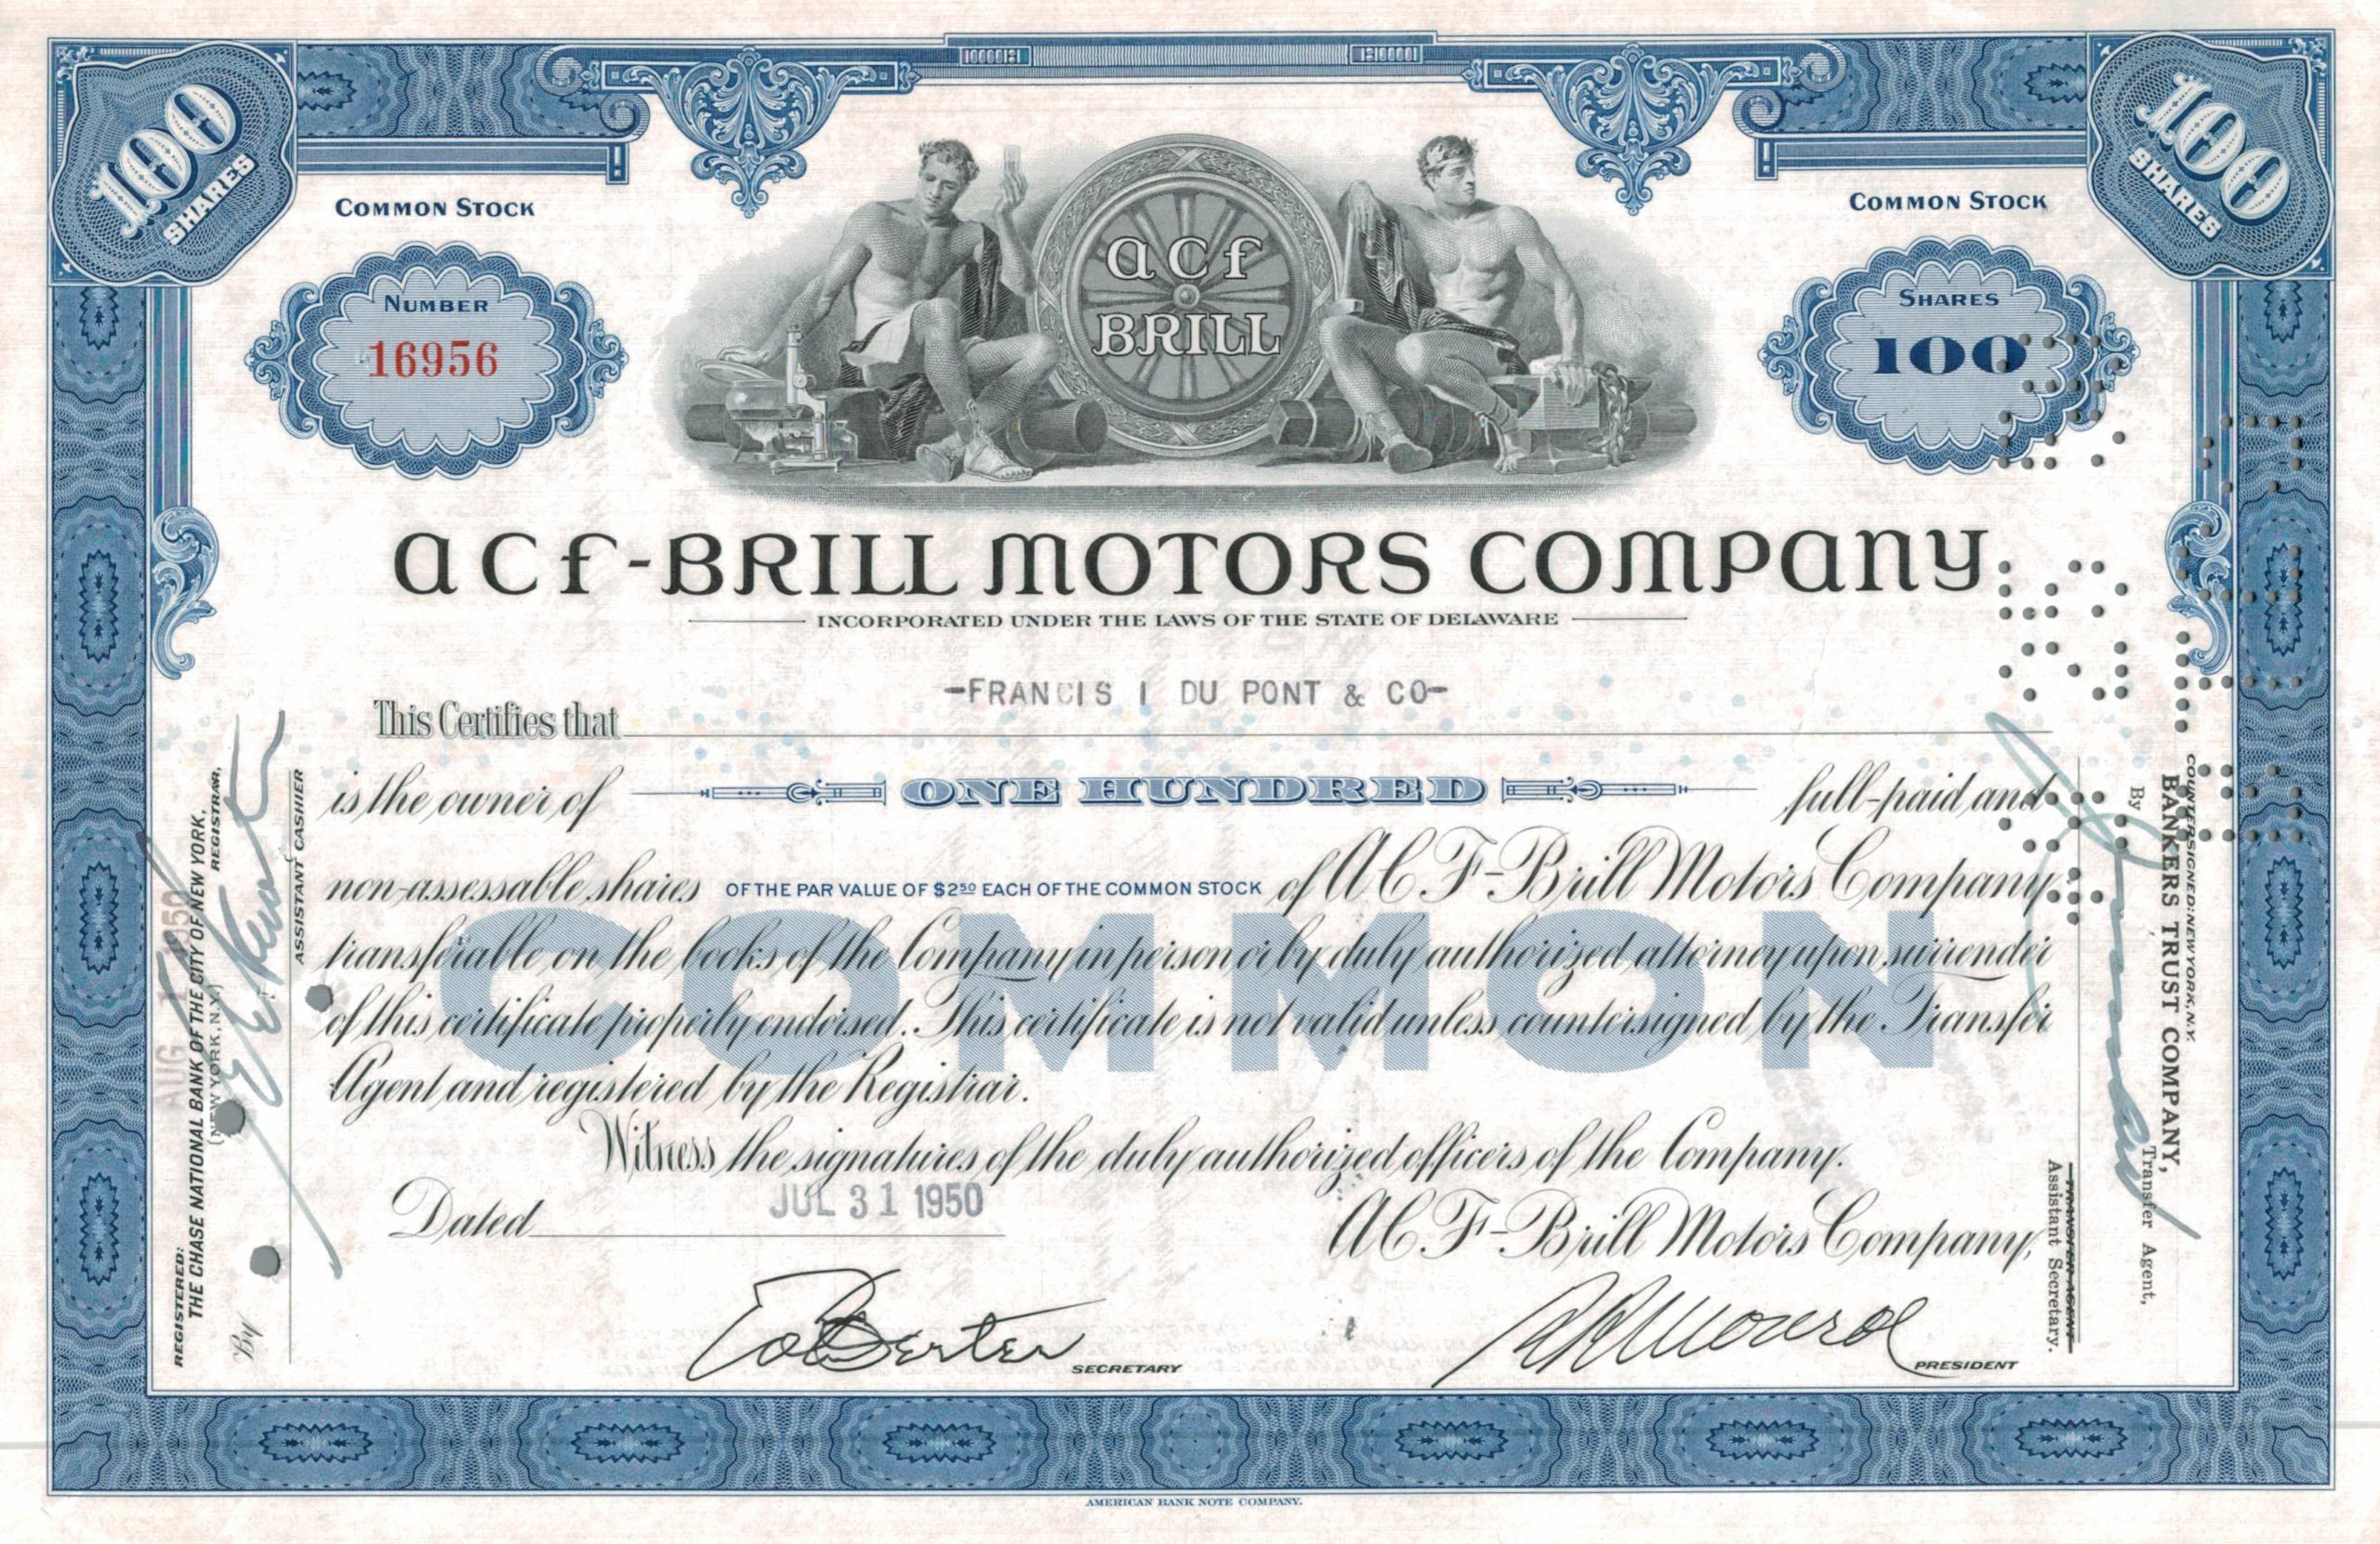 100 SHARES
100 SHARES
COMMON STOCK
COMMON STOCK
NUMBER
16956
acf
BRILL
SHARES
100
acf-BRILL MOTORS COMPANY
INCORPORATED UNDER THE LAWS OF THE STATE OF DELAWARE
This Certifies that -FRANCIS I DU PONT & CO-
is the owner of ONE HUNDRED full-paid and
non-assessable shares OF THE PAR VALUE OF $2.50 EACH OF THE COMMON STOCK of A C F-Brill Motors Company
transferable on the books of the Company in person or by duly authorized attorney upon surrender
of this certificate properly endorsed. This certificate is not valid unless countersigned by the Transfer
Agent and registered by the Registrar.
COMMON
Witness the signatures of the duly authorized officers of the Company.
Dated JUL 31 1950
A C F-Brill Motors Company,
SECRETARY
PRESIDENT
REGISTERED:
THE CHASE NATIONAL BANK OF THE CITY OF NEW YORK,
(NEW YORK, N.Y.) REGISTRAR,
By
ASSISTANT CASHIER
AUG 1950
COUNTERSIGNED: NEW YORK, N.Y.
BANKERS TRUST COMPANY,
Transfer Agent,
By
TRANSFER AGENT
Assistant Secretary.
AMERICAN BANK NOTE COMPANY.